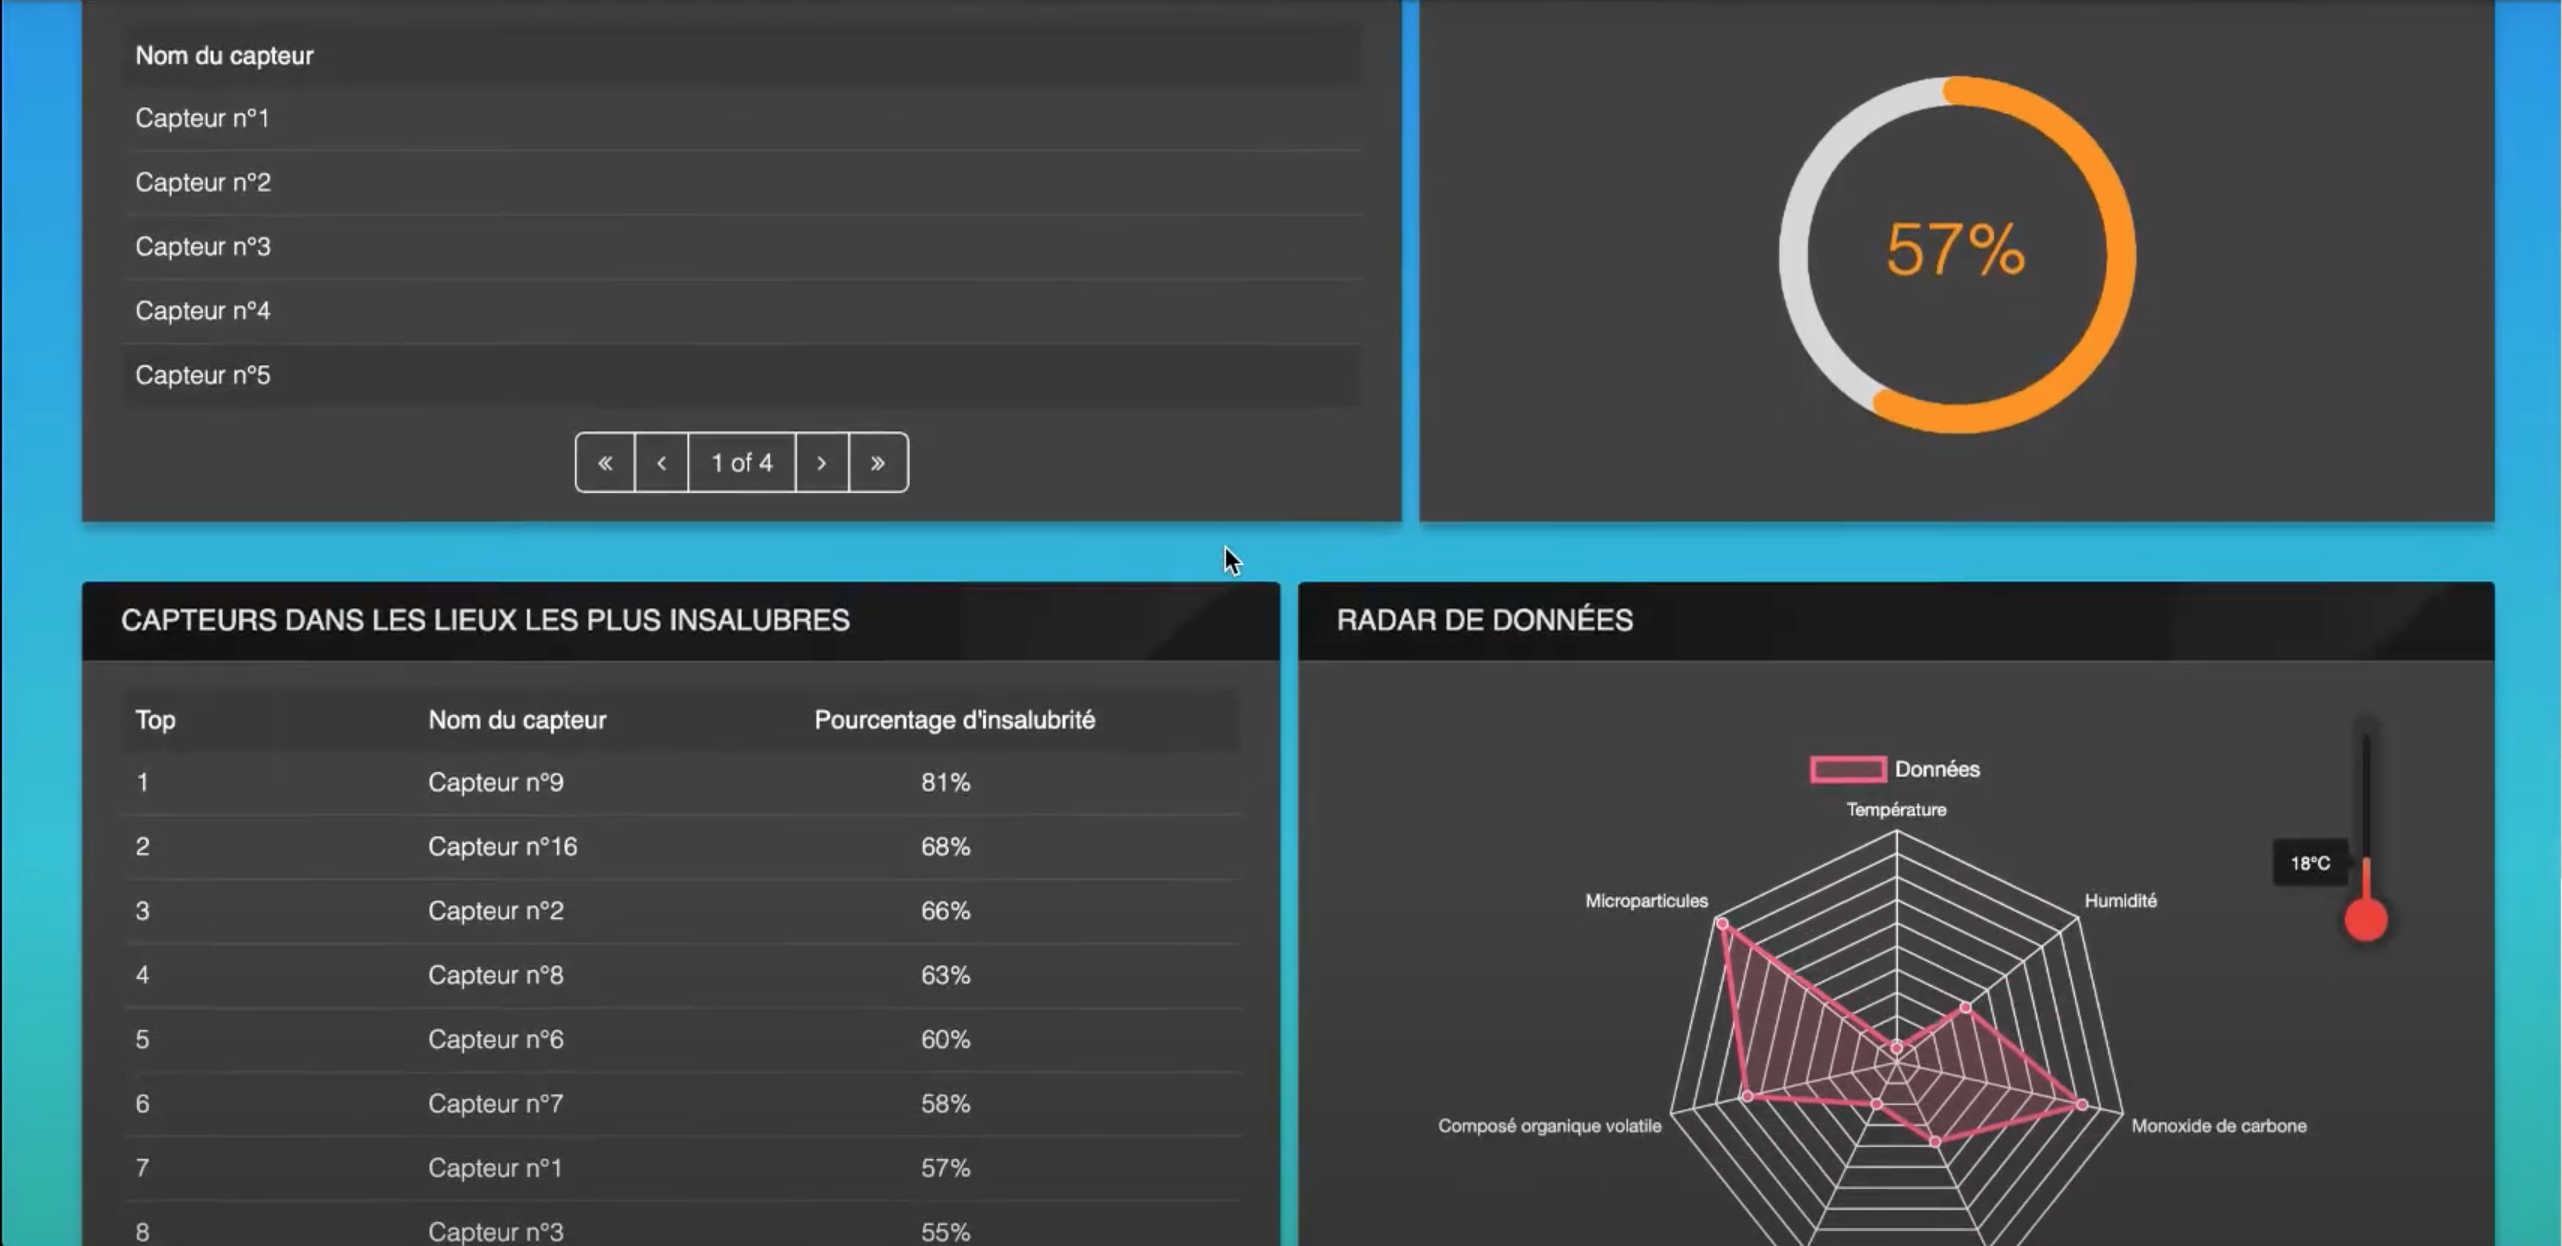 Nom du capteur
Capteur n°1
Capteur n°2
Capteur n°3
Capteur n°4
Capteur n°5
« ‹ 1 of 4 › »
57%
CAPTEURS DANS LES LIEUX LES PLUS INSALUBRES
Top Nom du capteur Pourcentage d'insalubrité
1 Capteur n°9 81%
2 Capteur n°16 68%
3 Capteur n°2 66%
4 Capteur n°8 63%
5 Capteur n°6 60%
6 Capteur n°7 58%
7 Capteur n°1 57%
8 Capteur n°3 55%
RADAR DE DONNÉES
Données
Température
18°C
Microparticules
Humidité
Composé organique volatile
Monoxide de carbone